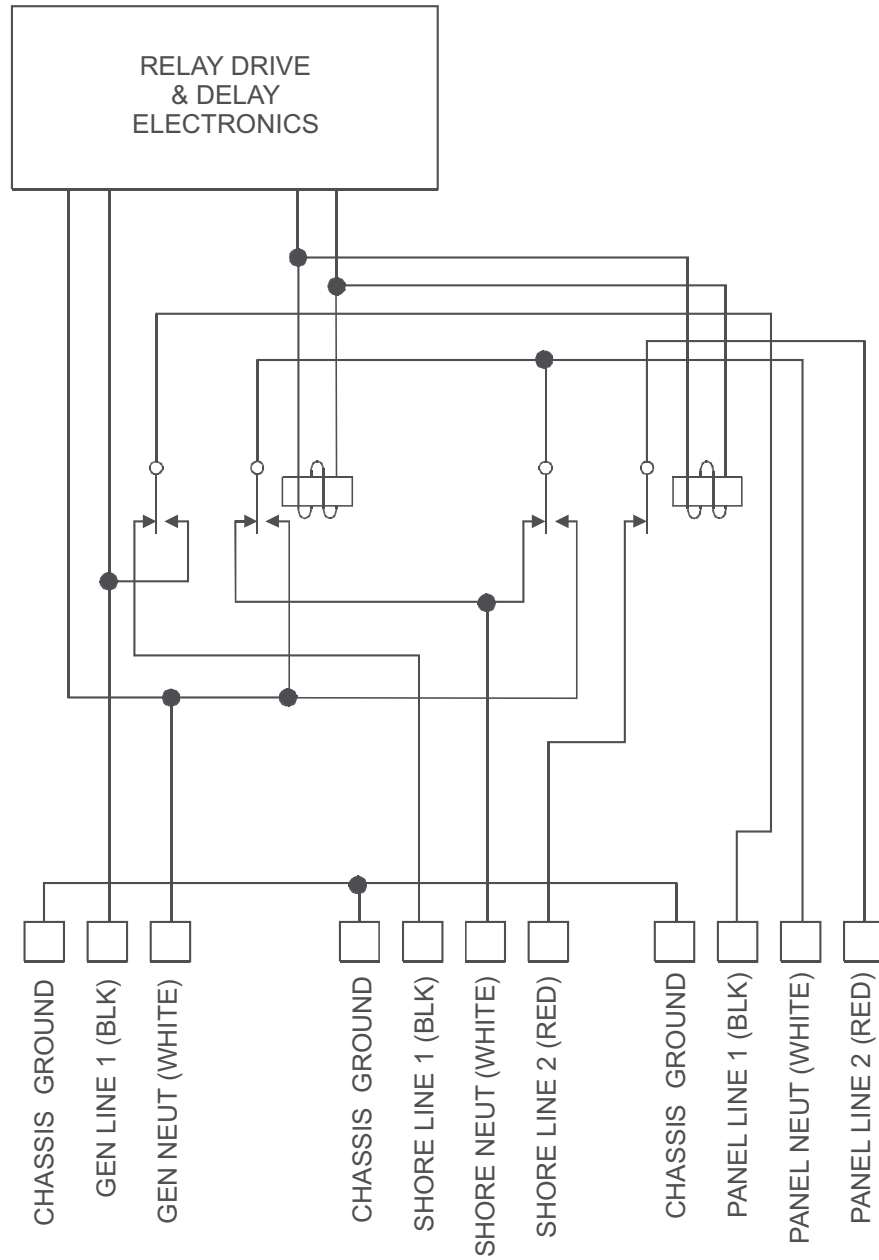 RELAY DRIVE
& DELAY
ELECTRONICS
CHASSIS GROUND
GEN LINE 1 (BLK)
GEN NEUT (WHITE)
CHASSIS GROUND
SHORE LINE 1 (BLK)
SHORE NEUT (WHITE)
SHORE LINE 2 (RED)
CHASSIS GROUND
PANEL LINE 1 (BLK)
PANEL NEUT (WHITE)
PANEL LINE 2 (RED)